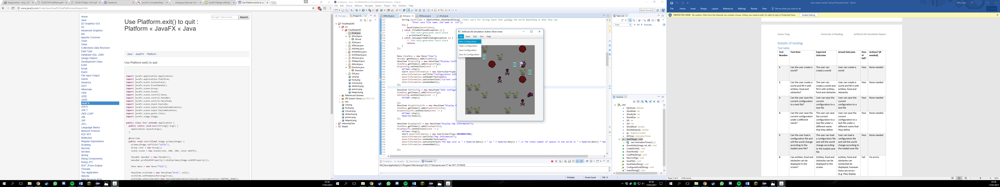 Assignments – Java_(2)
CS2JA16-FinalDemo.pdf
CS2JA16 Major CW1.pdf
Facebook
Java For Complete Begin
changing Optional<string
JavaFX Dialogs (official) |
Use Platform.exit() to qui
www.java2s.com/Code/Java/JavaFX/UsePlatformexittoquit.htm
Home
Java
2D Graphics GUI
3D
Advanced Graphics
Ant
Apache Common
Chart
Class
Collections Data Structure
Data Type
Database SQL JDBC
Design Pattern
Development Class
EJB3
Email
Event
File Input Output
Game
Generics
GWT
Hibernate
I18N
J2EE
J2ME
JavaFX
JDK 6
JDK 7
JNDI LDAP
JPA
JSP
JSTL
Language Basics
Network Protocol
PDF RTF
Reflection
Regular Expressions
Scripting
Security
Servlets
Spring
Swing Components
Swing JFC
SWT JFace Eclipse
Threads
Tiny Application
Velocity
Web Services SOA
Google Custom Search
Search
Use Platform.exit() to quit :
Platform « JavaFX « Java
Java / JavaFX / Platform /
Use Platform.exit() to quit
import javafx.application.Application;
import javafx.application.Platform;
import javafx.event.ActionEvent;
import javafx.event.EventHandler;
import javafx.scene.Group;
import javafx.scene.Scene;
import javafx.scene.control.Menu;
import javafx.scene.control.MenuBar;
import javafx.scene.control.MenuItem;
import javafx.scene.input.KeyCode;
import javafx.scene.input.KeyCodeCombination;
import javafx.scene.input.KeyCombination;
import javafx.scene.paint.Color;
import javafx.stage.Stage;
public class Main extends Application {
public static void main(String[] args) {
Application.launch(args);
}
@Override
public void start(final Stage primaryStage) {
primaryStage.setTitle("title");
Group root = new Group();
Scene scene = new Scene(root, 400, 300, Color.WHITE);
MenuBar menuBar = new MenuBar();
menuBar.prefWidthProperty().bind(primaryStage.widthProperty());
Menu menu = new Menu("File");
MenuItem exitItem = new MenuItem("Exit", null);
exitItem.setMnemonicParsing(true);
exitItem.setAccelerator(new KeyCodeCombination(KeyCode.X,KeyCombination.CONTROL_DOWN));
07:58
17/01/2017
workspace - Java - FinalWeek345/src/FinalWeek345/GUI.java - Eclipse
File Edit Source Refactor Navigate Search Project Run Window Help
Quick Access
Package ...
Project E...
FinalWeek345
src
FinalWeek345
ACat.java
AFood.java
AFood
ALife.java
AMouse.java
AnEntity.java
AnInterface.java
AnObstacle.java
APoison.java
ATeleport.java
AWorld.java
Direction.java
Direction
GUI.java
cat.png
food.png
mouse.png
obstacle.png
poison.png
teleport.png
Referenced Libraries
JRE System Library [jre1.8.0_111]
doc
cat.png
food.png
mouse.png
obstacle.png
poison.png
teleport.png
InternshipTest
Week5
AWorld.java
GUI.java
AMouse.java
ACat.java
122 String SaveFileAs = JOptionPane.showInputDialog( //Asks users for string input that configs the world depending on what they say
123 "Enter save file name. End name in .txt");
124 try {
125 SaveFileAs(SaveFileAs);
126 } catch (FileNotFoundException e) {
127 // TODO Auto-generated catch block
128 e.printStackTrace();
129 } catch (UnsupportedEncodingException e) {
130 // TODO Auto-generated catch block
131 return;
132 }
133 });
134
135
136 Menu ViewMenu = new Menu("View");
137 MenuBar.getMenus().add(ViewMenu);
138 MenuItem DispConfig = new MenuItem("Display Confi
139 ViewMenu.getItems().add(DispConfig);
140 DispConfig.setOnAction(event -> {
141 AtTimer.stop();
142 Alert aUserInformation = new Alert(AlertType.
143 aUserInformation.setTitle("Configuration Info
144 aUserInformation.setHeaderText(null);
145 aUserInformation.setContentText("Current conf
146 aUserInformation.showAndWait();
147 });
148
149 MenuItem EditConfig = new MenuItem("Edit Configur
150 ViewMenu.getItems().add(EditConfig);
151 EditConfig.setOnAction(event -> {
152 AtTimer.stop();
153
154 });
155 MenuItem DispEntityInfo = new MenuItem("Display E
156 ViewMenu.getItems().add(DispEntityInfo);
157 DispEntityInfo.setOnAction(event -> {
158 AtTimer.stop();
159 MyWorld.Stats();
160 });
161
162 MenuItem DispMapInfo = new MenuItem("Display Map Information");
163 ViewMenu.getItems().add(DispMapInfo);
164 DispMapInfo.setOnAction(event -> {
165 AtTimer.stop();
166 Alert aUserInformation = new Alert(AlertType.INFORMATION);
167 aUserInformation.setTitle("Map Information");
168 aUserInformation.setHeaderText(null);
169 aUserInformation.setContentText("The map size is " + MyWorld.Getx() + " by " + MyWorld.Gety() + ".\n The total number of spaces in the world is " + MyWorld.Getx() * MyW
170 aUserInformation.showAndWait();
171
172 });
173
Artificial Life Simulation: Author Oliver Jones
File View Edit Sim Help
New Configuration
Open Configuration
Save Configuration
Save As Configuration
Problems
Javadoc
Declaration
Console
GUI [Java Application] C:\Program Files\Java\jre1.8.0_111\bin\javaw.exe (17 Jan 2017, 07:58:03)
Writable
Smart Insert
148 : 9
Task List
Find
All
Activate...
Outline
GUI
MyWorld : AWorld
WorldxVal : int
WorldyVal : int
WorldSize : int
UfI : int
UoI : int
Worldfood : double
Worldobstacles : double
gc : GraphicsContext
AtTimer : AnimationTimer
start(Stage) : void
new AnimationTimer() {...}
ShowEntity(Image, int, int) : void
CreateWorld() : void
DrawWorld() : void
LoadFile(String) : void
NewConfig() : void
SaveFile() : void
SaveFileAs(String) : void
ConfigureWorld(String) : void
main(String[]) : void
07:58
17/01/2017
Java-report-James-Tang (Protected View) - Word
Ollie Jones
File Home Insert Design Layout References Mailings Review View Tell me what you want to do
Share
PROTECTED VIEW Be careful—files from the Internet can contain viruses. Unless you need to edit, it's safer to stay in Protected View.
Enable Editing
James Tang
University of Reading
Artificial Life Simulation Report
Details of testing
Test table
Test Number
Test Item
Expected Outcome
Actual Outcome
Pass or fail?
Actions? (If needed)
1
Can the user create a world?
The user can create a world
User can create a world
Pass
None needed
2
Can the user create a world and fill it with entities, food and obstacles?
The user can create a world and fill it with entities, food and obstacles
User can create a world and fill it with entities, food and obstacles
Pass
None needed
3
Can the user save the current configuration to a text file?
The user can save the current configuration to a text file
User can save the current configuration to a text file
Pass
None needed
4
Can the user save the current configuration under a different name?
The user can save the current configuration to a text file under a different name that they define
User can save the current configuration to a text file under a different name that they define
Pass
None needed
5
Can the user load a configuration file and will the world change according to the loaded save file?
The user can load a configuration file and will the world change according to the loaded save file
User can load a configuration file and will the world change according to the loaded save file
Pass
None needed
6
Can entities, food and obstacles can be displayed to the screen?
Entities, food and obstacles can be displayed to the screen
entities, food and obstacles can somewhat be displayed, however there are errors (e.g. they display
Fail
Fix errors
Page 5 of 8 1556 words
100%
07:58
17/01/2017